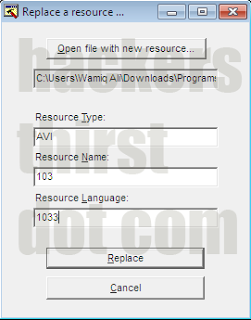 Replace a resource ...
Open file with new resource...
C:\Users\Wamiq Ali\Downloads\Programs
Resource Type:
AVI
Resource Name:
103
Resource Language:
1033
Replace
Cancel
hackers
thirst
dot com